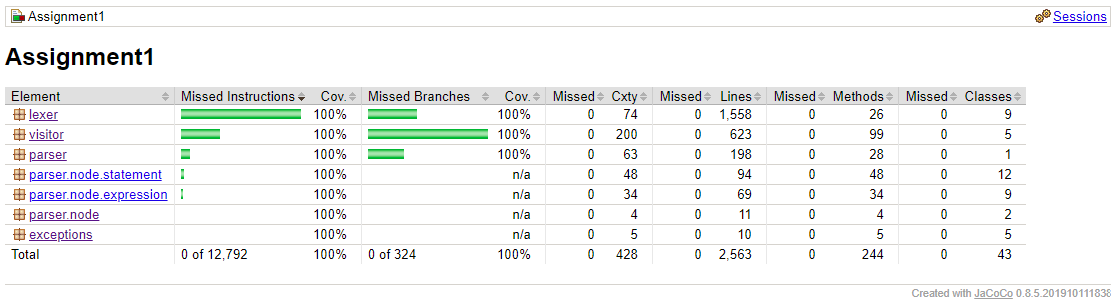 Assignment1 Sessions
Assignment1
Element Missed Instructions Cov. Missed Branches Cov. Missed Cxty Missed Lines Missed Methods Missed Classes
lexer 100% 100% 0 74 0 1,558 0 26 0 9
visitor 100% 100% 0 200 0 623 0 99 0 5
parser 100% 100% 0 63 0 198 0 28 0 1
parser.node.statement 100% n/a 0 48 0 94 0 48 0 12
parser.node.expression 100% n/a 0 34 0 69 0 34 0 9
parser.node 100% n/a 0 4 0 11 0 4 0 2
exceptions 100% n/a 0 5 0 10 0 5 0 5
Total 0 of 12,792 100% 0 of 324 100% 0 428 0 2,563 0 244 0 43
Created with JaCoCo 0.8.5.201910111838